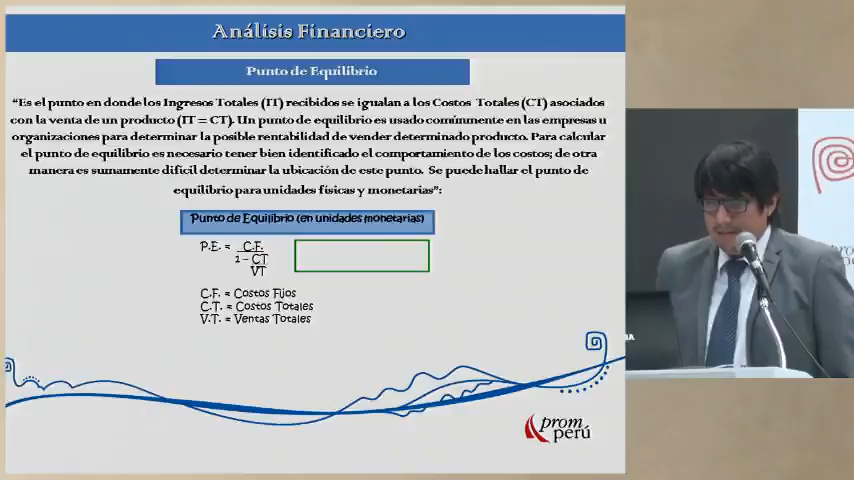 Análisis Financiero
Punto de Equilibrio
"Es el punto en donde los Ingresos Totales (IT) recibidos se igualan a los Costos Totales (CT) asociados
con la venta de un producto (IT = CT). Un punto de equilibrio es usado comúnmente en las empresas u
organizaciones para determinar la posible rentabilidad de vender determinado producto. Para calcular
el punto de equilibrio es necesario tener bien identificado el comportamiento de los costos; de otra
manera es sumamente difícil determinar la ubicación de este punto. Se puede hallar el punto de
equilibrio para unidades físicas y monetarias":
Punto de Equilibrio (en unidades monetarias)
P.E. = C.F.
1 - CT
VT
C.F. = Costos Fijos
C.T. = Costos Totales
V.T. = Ventas Totales
prom
perú